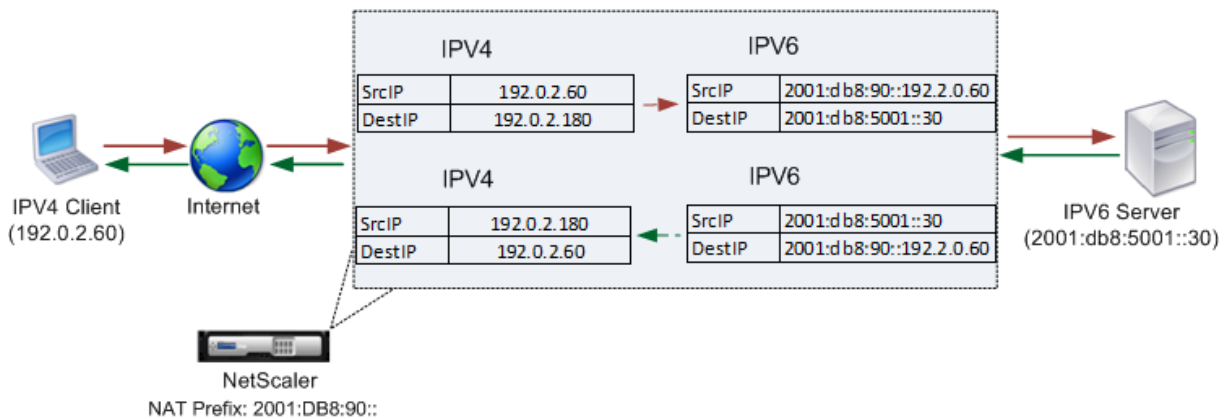 IPV4 IPV6
SrcIP 192.0.2.60 SrcIP 2001:db8:90::192.2.0.60
DestIP 192.0.2.180 DestIP 2001:db8:5001::30
IPV4 Client
(192.0.2.60)
Internet
IPV6 Server
(2001:db8:5001::30)
IPV4 IPV6
SrcIP 192.0.2.180 SrcIP 2001:db8:5001::30
DestIP 192.0.2.60 DestIP 2001:db8:90::192.2.0.60
NetScaler
NAT Prefix: 2001:DB8:90::